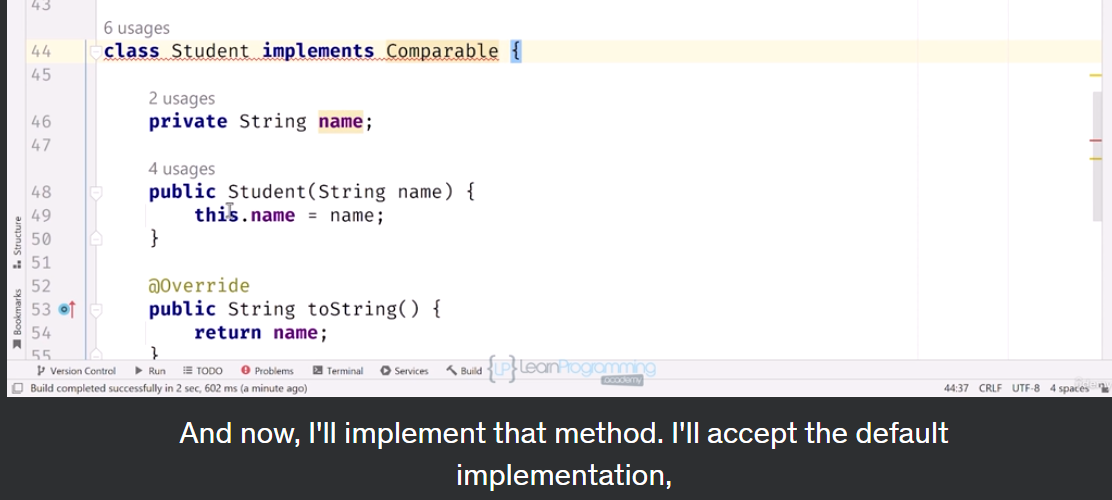 43
6 usages
44 class Student implements Comparable {
45
2 usages
46 private String name;
47
4 usages
48 public Student(String name) {
49 this.name = name;
50 }
51
52 @Override
53 public String toString() {
54 return name;
55 }
Structure
Bookmarks
Version Control Run TODO Problems Terminal Services Build
{LP} LearnProgramming academy
Build completed successfully in 2 sec, 602 ms (a minute ago) 44:37 CRLF UTF-8 4 spaces
And now, I'll implement that method. I'll accept the default
implementation,